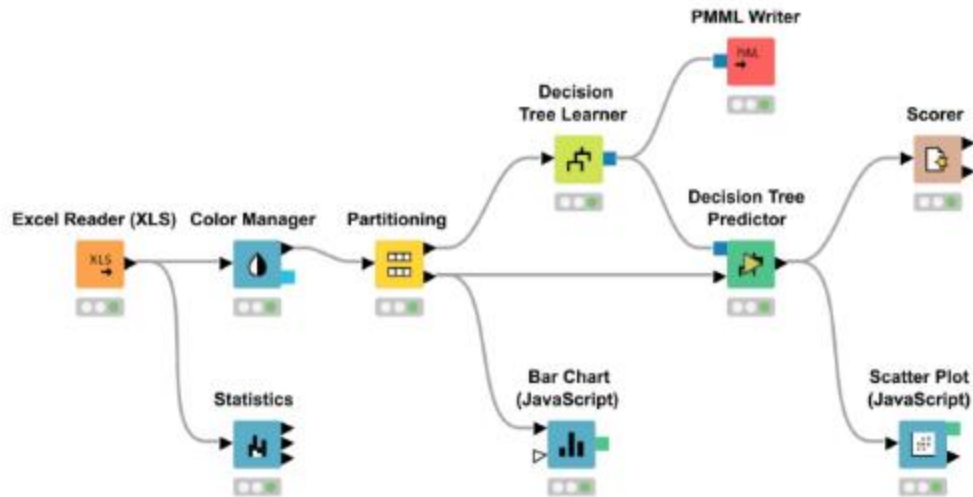 PMML Writer
Decision
Tree Learner
Scorer
Excel Reader (XLS)
Color Manager
Partitioning
Decision Tree
Predictor
XLS
Statistics
Bar Chart
(JavaScript)
Scatter Plot
(JavaScript)